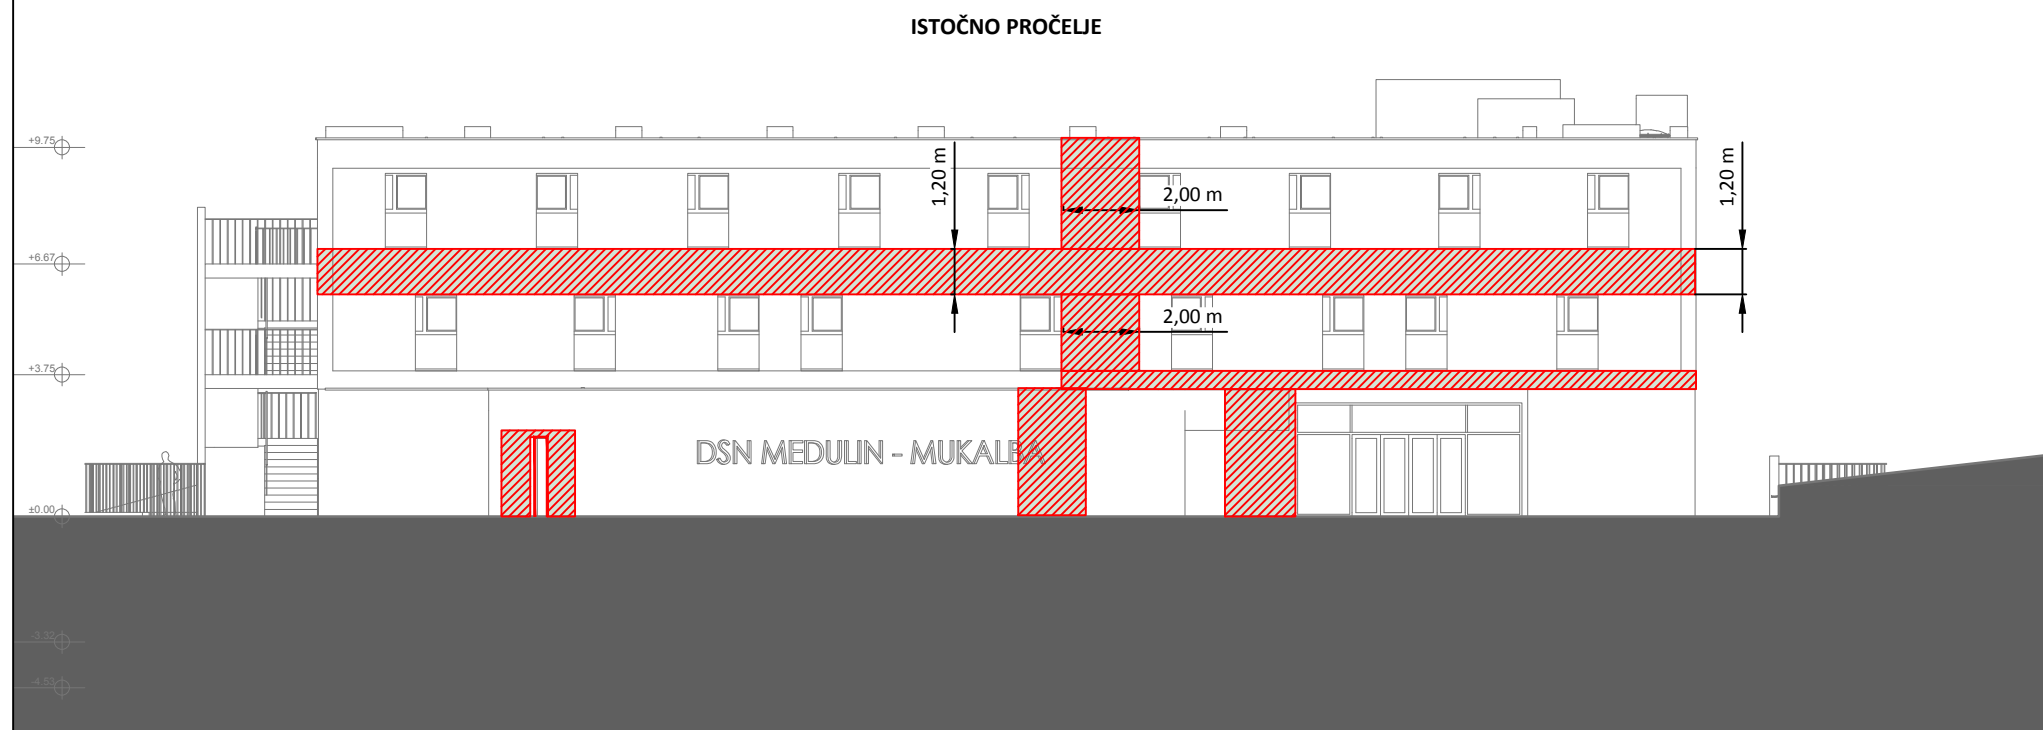 ISTOČNO PROČELJE
+9.75
1,20 m
2,00 m
1,20 m
+6.67
2,00 m
+3.75
DSN MEDULIN - MUKALBA
±0.00
-3.32
-4.53